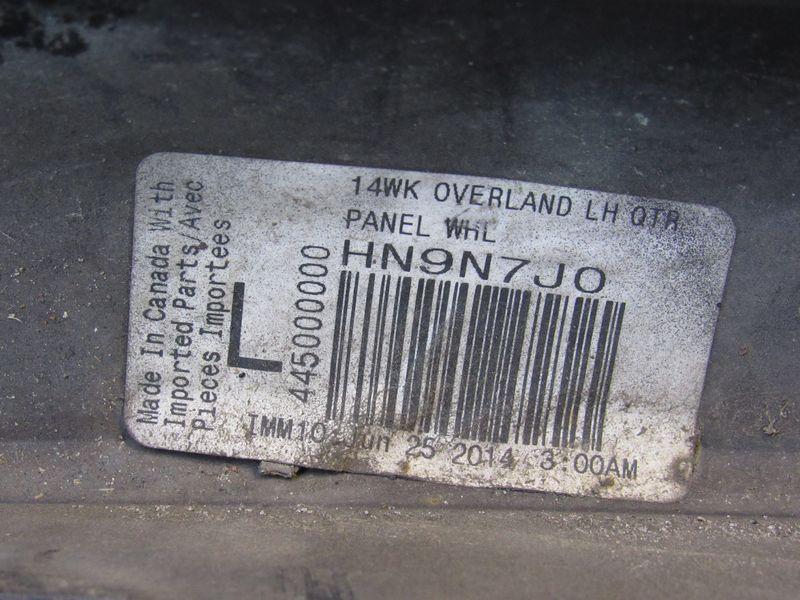 14WK OVERLAND LH QTR
PANEL WHL
HN9N7J0
445000000
L
Made In Canada With
Imported Parts/Avec
Pieces Importees
IMM10 Jun 25 2014 3:00AM